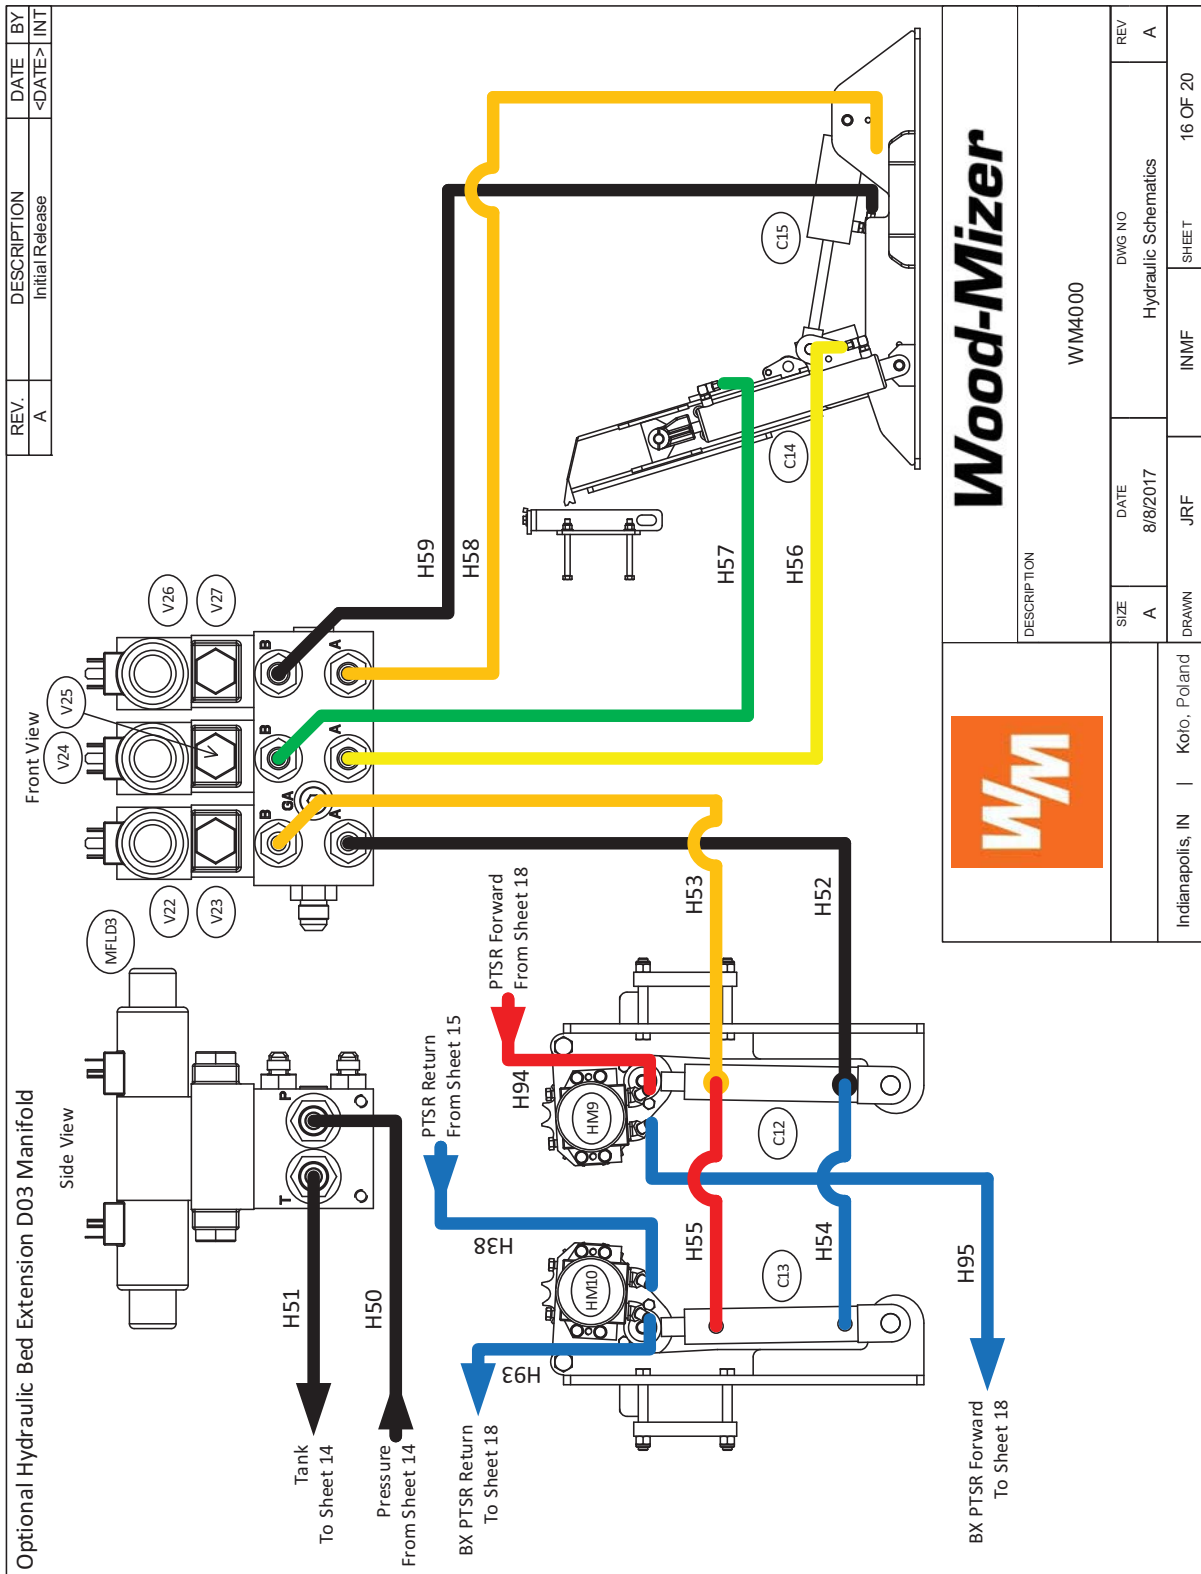 Optional Hydraulic Bed Extension D03 Manifold
REV.
DESCRIPTION
DATE
BY
A
Initial Release
<DATE>
INT
Side View
Front View
MFLD3
V22
V23
V24
V25
V26
V27
T
P
B
A
GA
B
A
B
A
H51
H50
Tank
To Sheet 14
Pressure
From Sheet 14
PTSR Return
From Sheet 15
PTSR Forward
From Sheet 18
H38
H94
H93
BX PTSR Return
To Sheet 18
HM10
HM9
H55
H54
H53
H52
C13
C12
H95
BX PTSR Forward
To Sheet 18
H59
H58
H57
H56
C14
C15
WM
Indianapolis, IN | Koło, Poland
Wood-Mizer
DESCRIPTION
WM4000
SIZE
A
DATE
8/8/2017
DWG NO
Hydraulic Schematics
REV
A
DRAWN
JRF
INMF
SHEET
16 OF 20